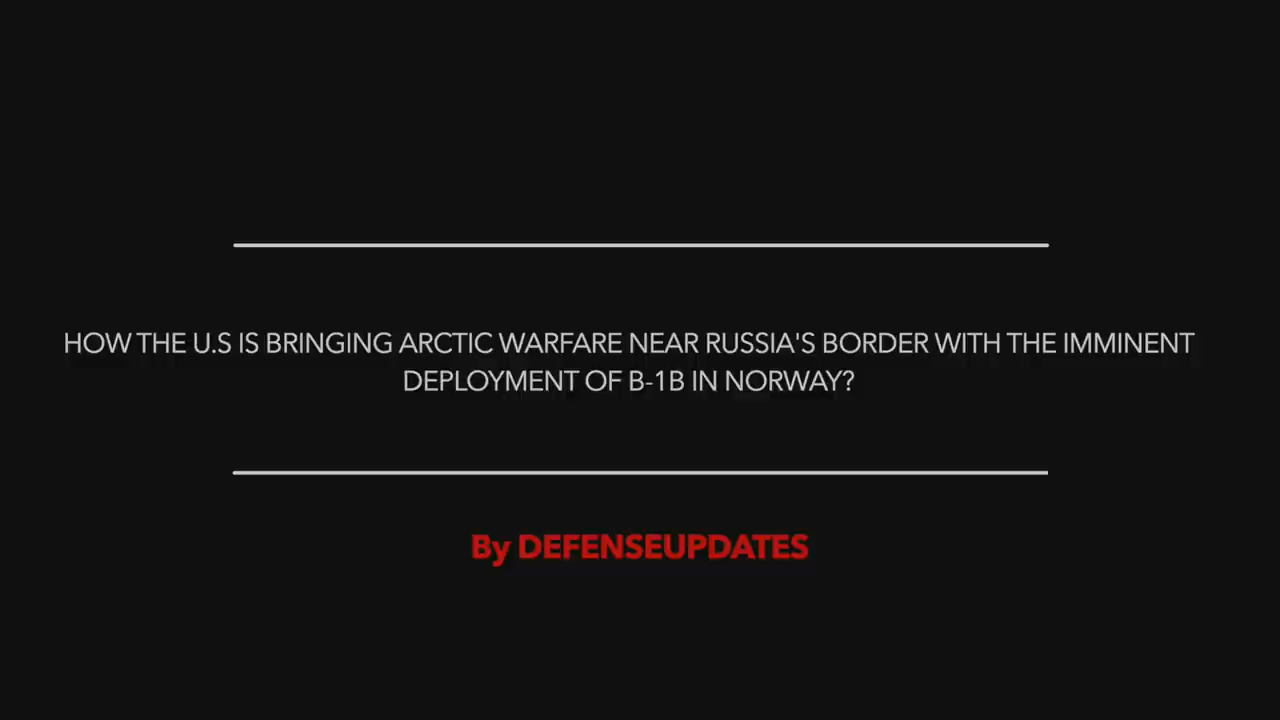 HOW THE U.S IS BRINGING ARCTIC WARFARE NEAR RUSSIA'S BORDER WITH THE IMMINENT
DEPLOYMENT OF B-1B IN NORWAY?
By DEFENSEUPDATES